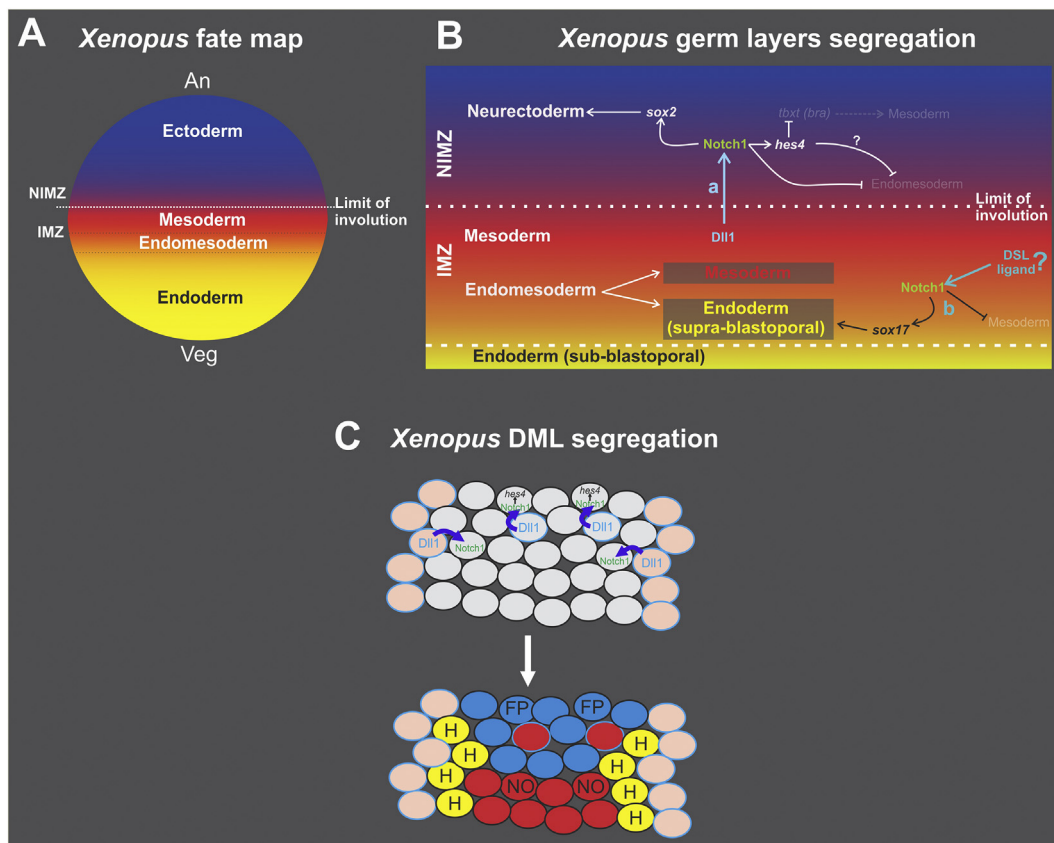 A
Xenopus fate map
An
Ectoderm
NIMZ
Limit of
involution
Mesoderm
IMZ
Endomesoderm
Endoderm
Veg
B
Xenopus germ layers segregation
NIMZ
Neurectoderm
sox2
tbxt (bra)
Mesoderm
Notch1
hes4
?
a
Endomesoderm
Limit of
involution
IMZ
Mesoderm
Dll1
Mesoderm
DSL
ligand?
Endomesoderm
Notch1
b
Endoderm
(supra-blastoporal)
sox17
Mesoderm
Endoderm (sub-blastoporal)
C
Xenopus DML segregation
hes4
hes4
Notch1
Notch1
Dll1
Dll1
Dll1
Notch1
Notch1
Dll1
FP
FP
H
H
H
H
H
H
NO
NO
H
H
H